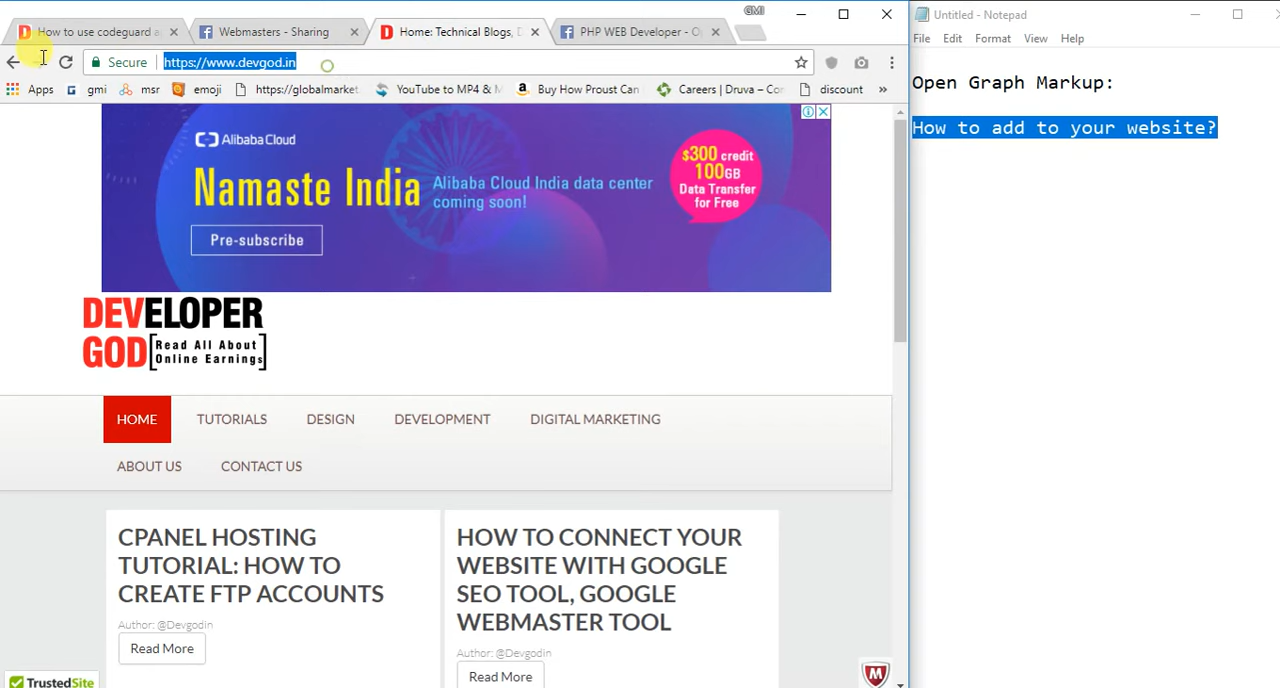 GMI
How to use codeguard a
Webmasters - Sharing
Home: Technical Blogs, D
PHP WEB Developer - O
Secure
https://www.devgod.in
Apps
gmi
msr
emoji
https://globalmarket
YouTube to MP4 & M
Buy How Proust Can
Careers | Druva – Con
discount
»
Alibaba Cloud
Namaste India
Alibaba Cloud India data center
coming soon!
$300 credit
100GB
Data Transfer
for Free
Pre-subscribe
DEVELOPER
GOD [Read All About
Online Earnings]
HOME
TUTORIALS
DESIGN
DEVELOPMENT
DIGITAL MARKETING
ABOUT US
CONTACT US
CPANEL HOSTING
TUTORIAL: HOW TO
CREATE FTP ACCOUNTS
Author: @Devgodin
Read More
HOW TO CONNECT YOUR
WEBSITE WITH GOOGLE
SEO TOOL, GOOGLE
WEBMASTER TOOL
Author: @Devgodin
Read More
TrustedSite
Untitled - Notepad
File Edit Format View Help
Open Graph Markup:
How to add to your website?